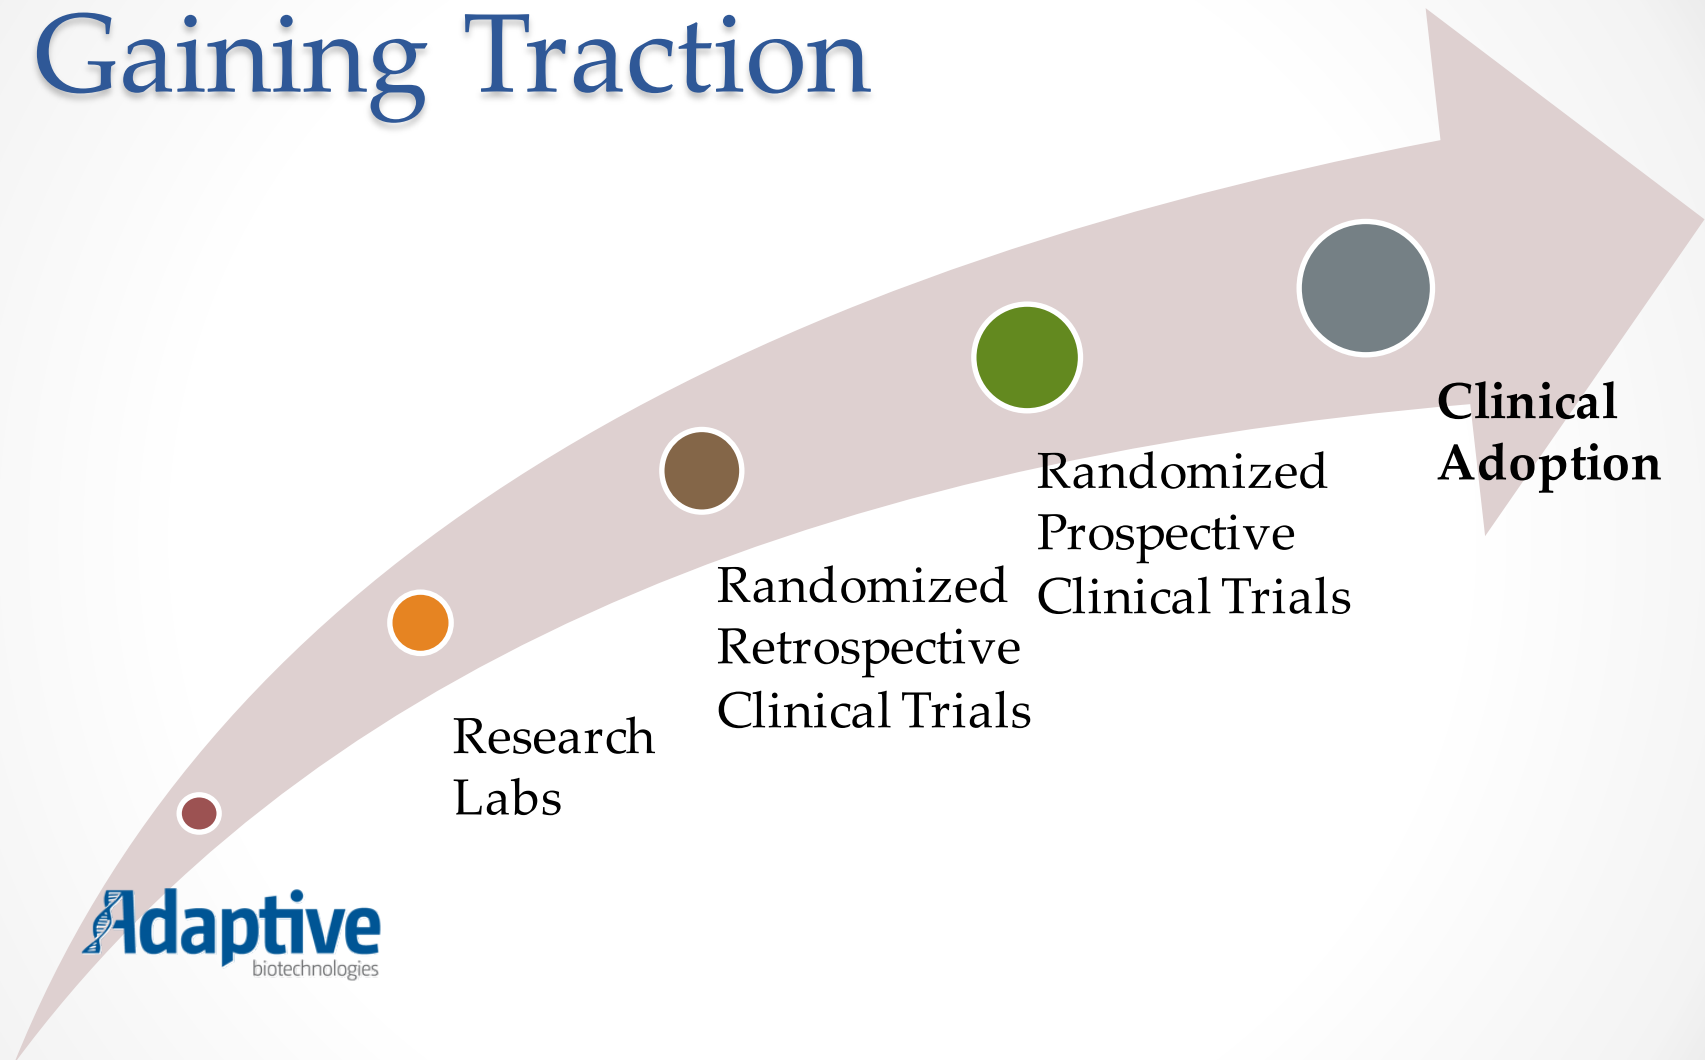 Gaining Traction
Clinical
Adoption
Randomized
Prospective
Clinical Trials
Randomized
Retrospective
Clinical Trials
Research
Labs
Adaptive
biotechnologies